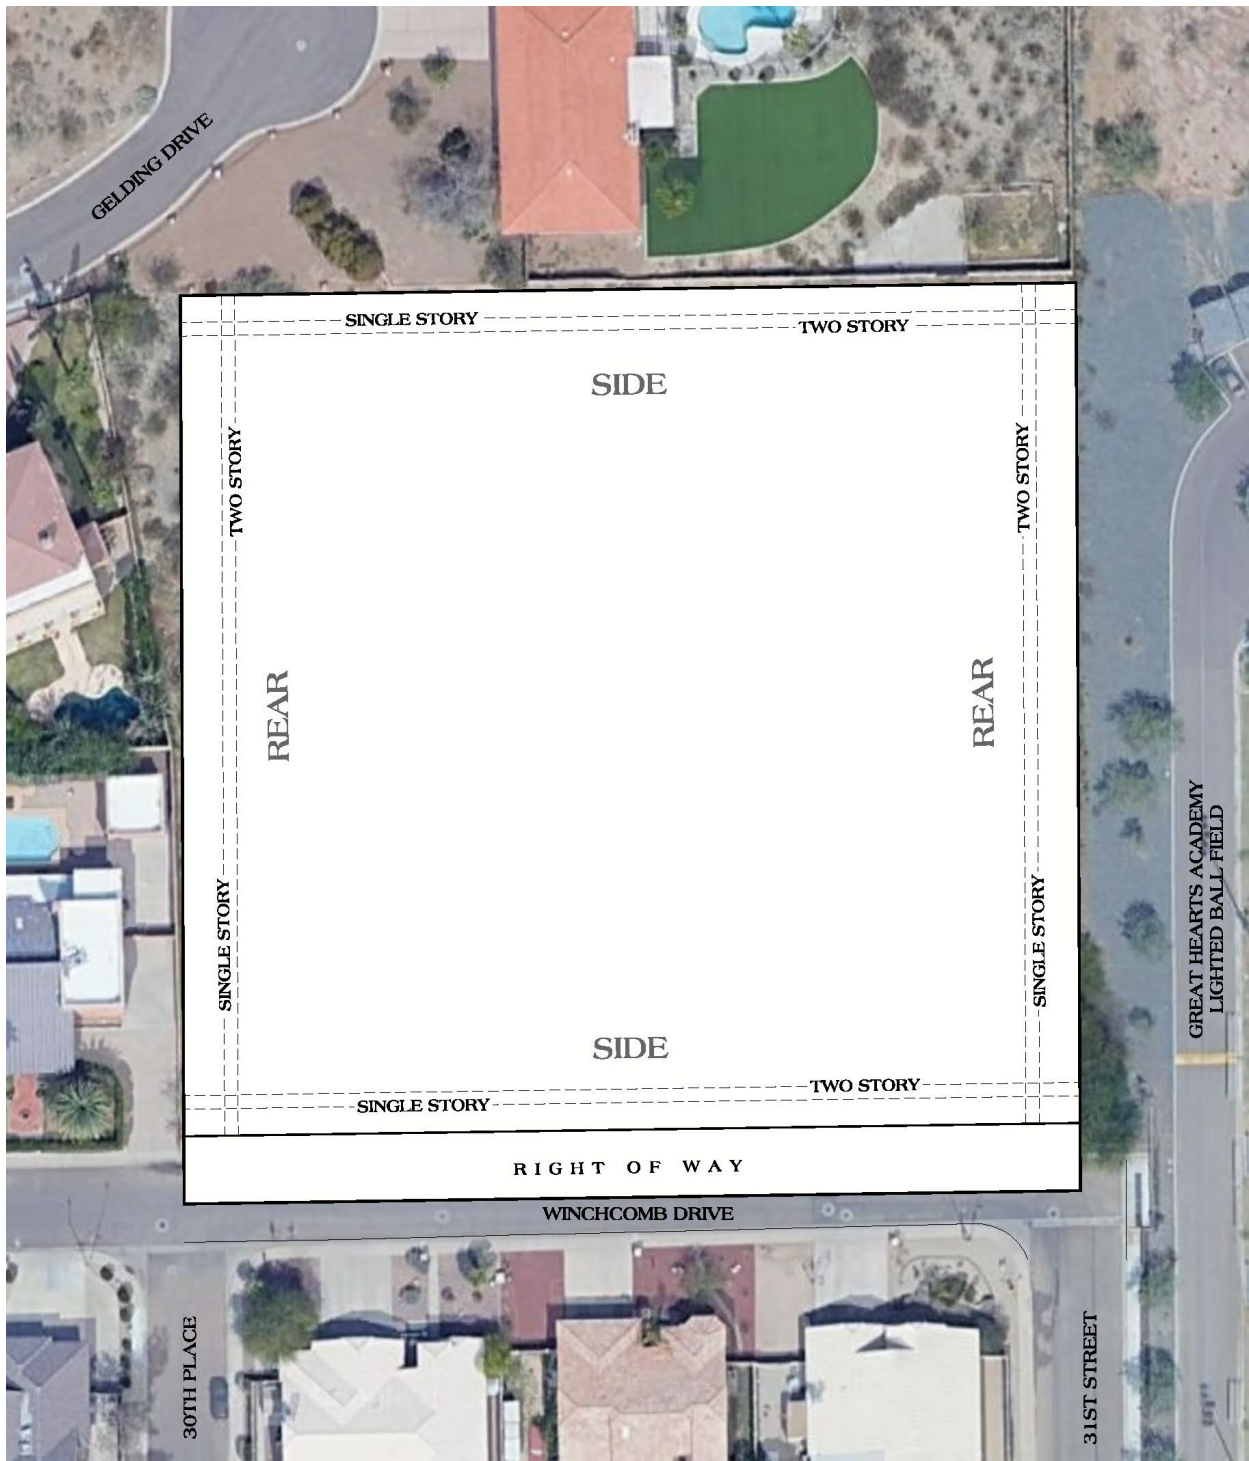 GELDING DRIVE
SINGLE STORY
TWO STORY
SIDE
TWO STORY
TWO STORY
REAR
REAR
SINGLE STORY
SINGLE STORY
GREAT HEARTS ACADEMY
LIGHTED BALL FIELD
SIDE
TWO STORY
SINGLE STORY
RIGHT OF WAY
WINCHCOMB DRIVE
30TH PLACE
31ST STREET